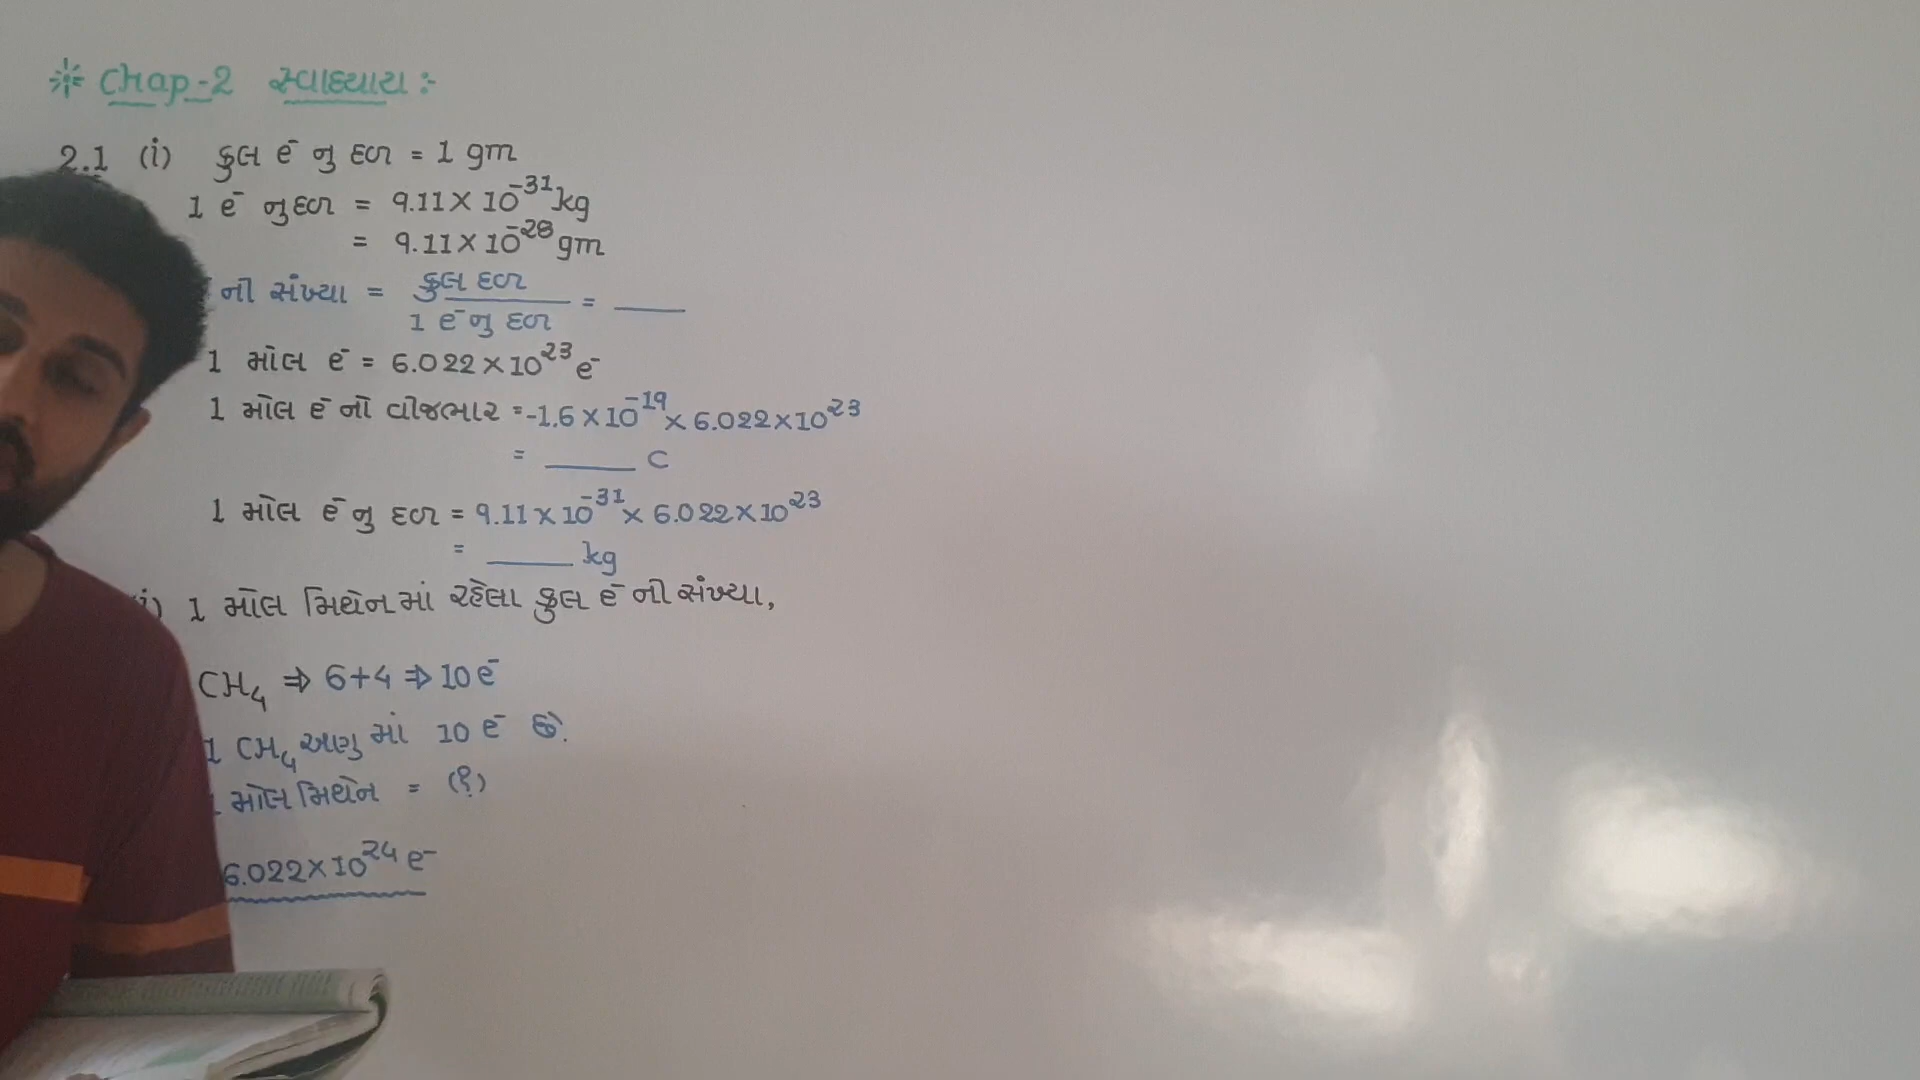 Chap-2 સ્વાધ્યાય :-
2.1 (i) કુલ e⁻ નુ દળ = 1 gm
1 e⁻ નુ દળ = 9.11 × 10⁻³¹ kg
= 9.11 × 10⁻²⁸ gm
ની સંખ્યા = કુલ દળ / 1 e⁻ નુ દળ = ____
1 મોલ e⁻ = 6.022 × 10²³ e⁻
1 મોલ e⁻ નો વીજભાર = -1.6 × 10⁻¹⁹ × 6.022 × 10²³
= ____ C
1 મોલ e⁻ નુ દળ = 9.11 × 10⁻³¹ × 6.022 × 10²³
= ____ kg
i) 1 મોલ મિથેનમાં રહેલા કુલ e⁻ ની સંખ્યા,
CH₄ ⇒ 6+4 ⇒ 10 e⁻
1 CH₄ અણુ માં 10 e⁻ છે.
1 મોલ મિથેન = (?)
6.022 × 10²⁴ e⁻